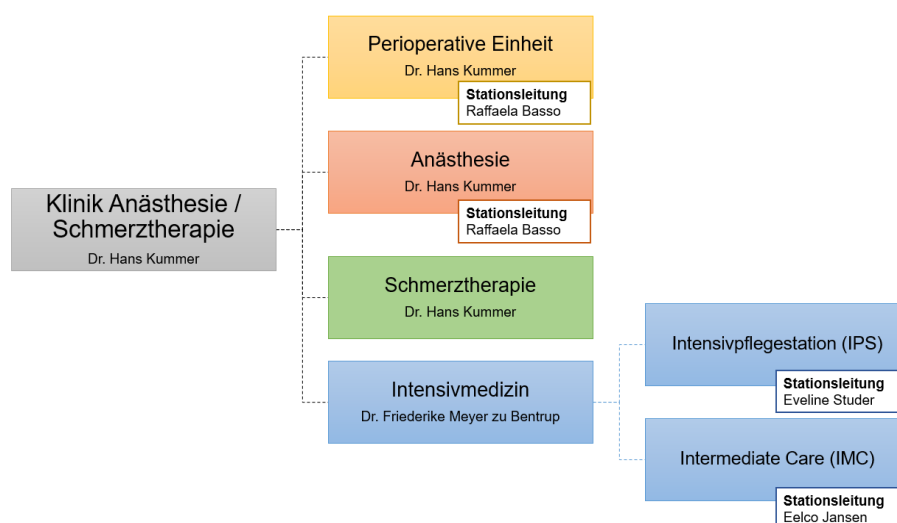 Perioperative Einheit
Dr. Hans Kummer
Stationsleitung
Raffaela Basso
Anästhesie
Dr. Hans Kummer
Stationsleitung
Raffaela Basso
Klinik Anästhesie /
Schmerztherapie
Dr. Hans Kummer
Schmerztherapie
Dr. Hans Kummer
Intensivmedizin
Dr. Friederike Meyer zu Bentrup
Intensivpflegestation (IPS)
Stationsleitung
Eveline Studer
Intermediate Care (IMC)
Stationsleitung
Eelco Jansen